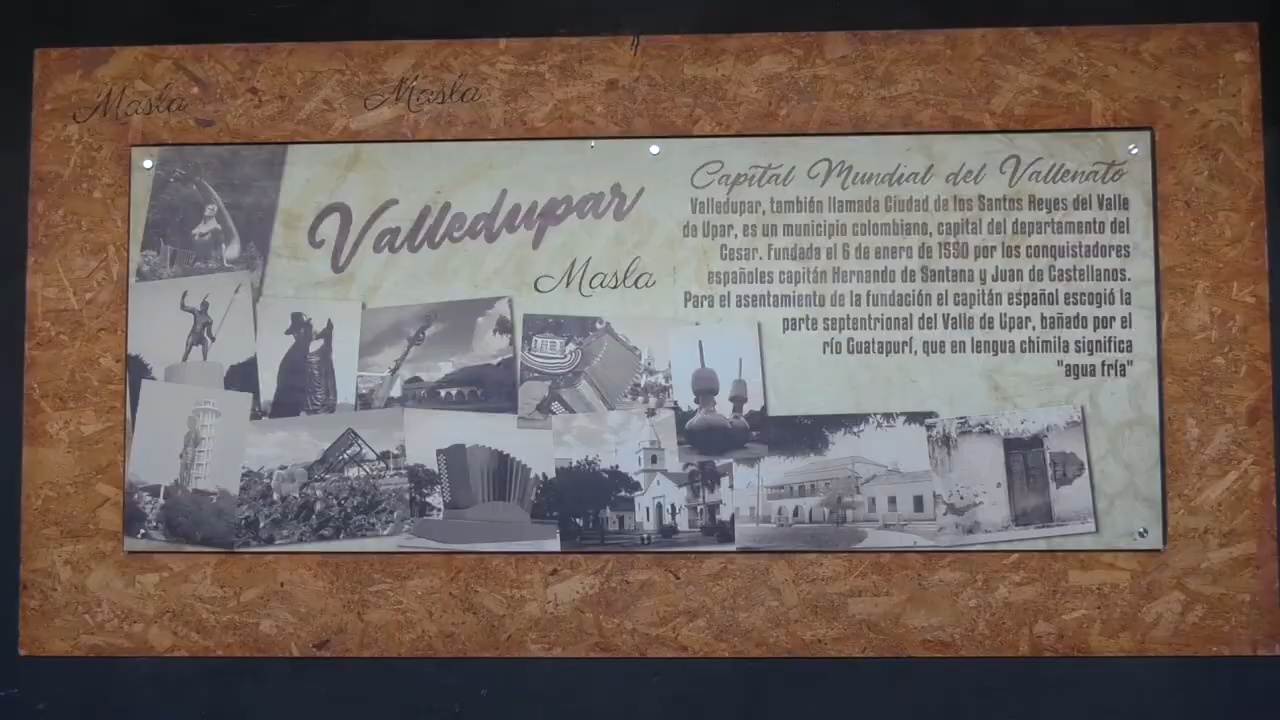 Masla
Masla
Valledupar
Masla
Capital Mundial del Vallenato
Valledupar, también llamada Ciudad de los Santos Reyes del Valle
de Upar, es un municipio colombiano, capital del departamento del
Cesar. Fundada el 6 de enero de 1550 por los conquistadores
españoles capitán Hernando de Santana y Juan de Castellanos.
Para el asentamiento de la fundación el capitán español escogió la
parte septentrional del Valle de Upar, bañado por el
río Guatapurí, que en lengua chimila significa
"agua fría"